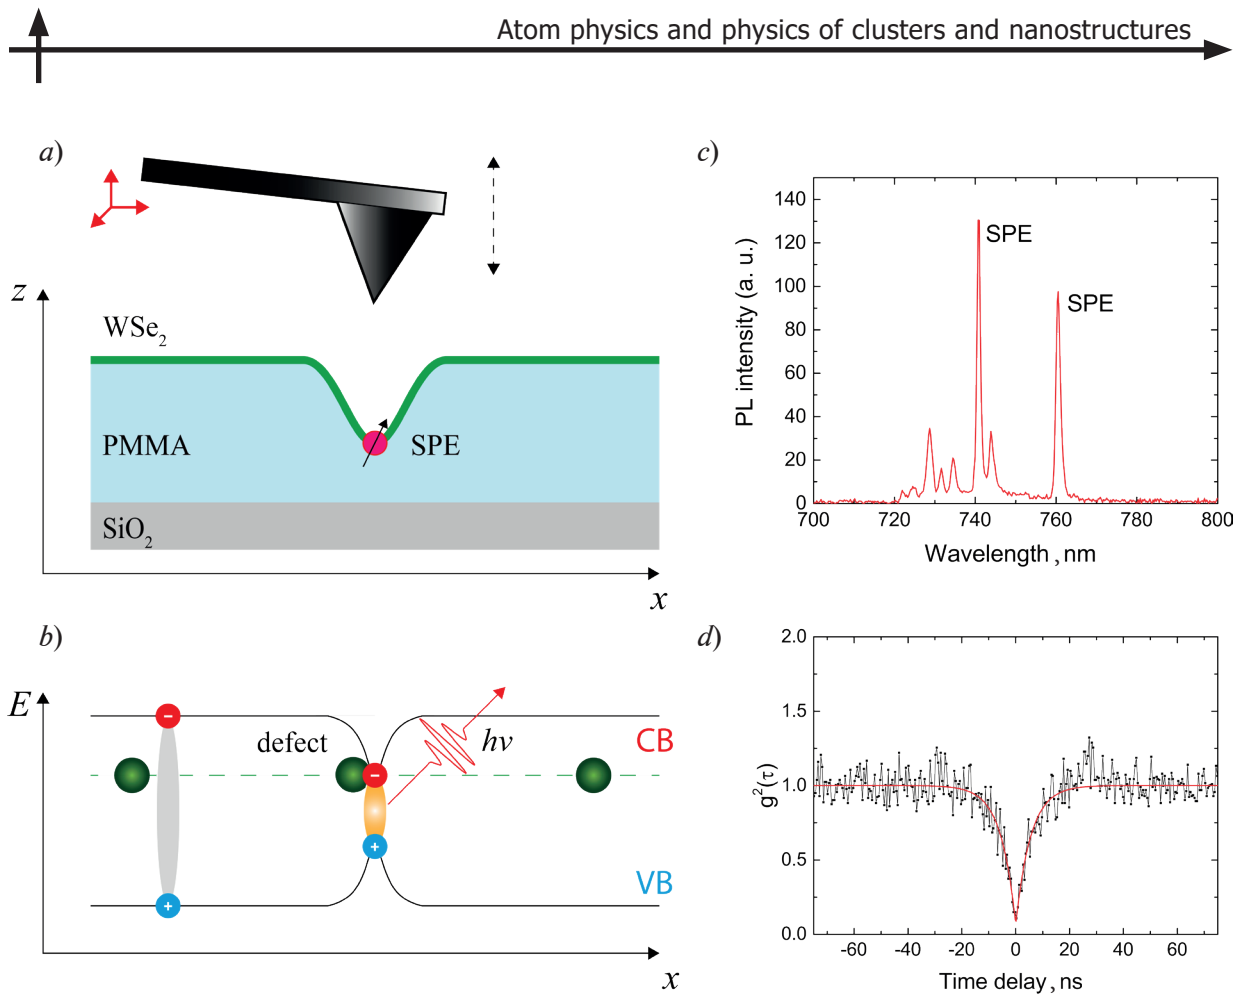 Atom physics and physics of clusters and nanostructures
a)
z
WSe2
PMMA
SPE
SiO2
x
b)
E
−
defect
hν
CB
−
+
VB
+
x
c)
PL intensity (a. u.)
140
120
100
80
60
40
20
0
SPE
SPE
700 720 740 760 780 800
Wavelength , nm
d)
g2(τ)
2.0
1.5
1.0
0.5
0.0
-60 -40 -20 0 20 40 60
Time delay , ns